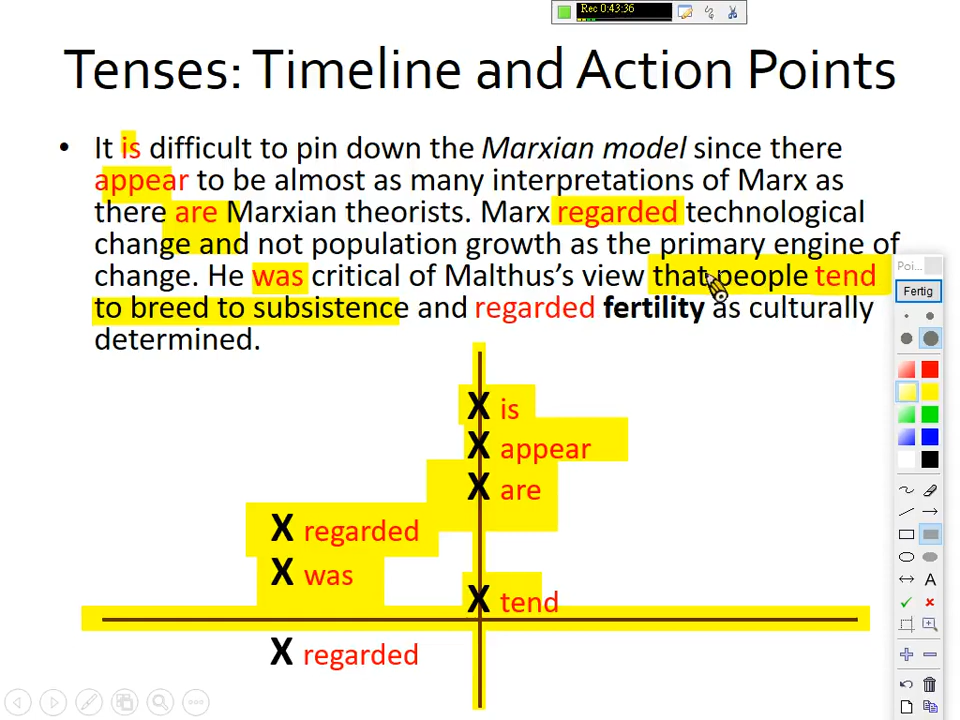 Rec 0:43:36
Tenses: Timeline and Action Points
• It is difficult to pin down the Marxian model since there
appear to be almost as many interpretations of Marx as
there are Marxian theorists. Marx regarded technological
change and not population growth as the primary engine of
change. He was critical of Malthus’s view that people tend
to breed to subsistence and regarded fertility as culturally
determined.
Poi...
Fertig
X is
X appear
X are
X regarded
X was
X tend
X regarded
A